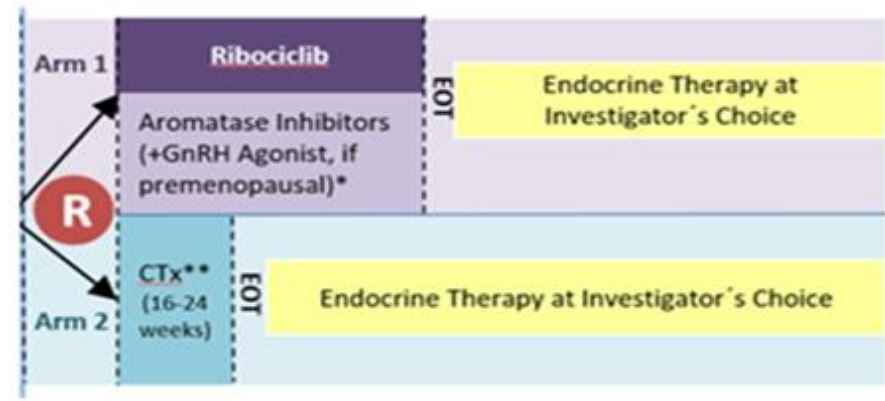 Arm 1
Ribociclib
Aromatase Inhibitors
(+GnRH Agonist, if
premenopausal)*
EOT
Endocrine Therapy at
Investigator´s Choice
R
CTx**
(16-24
weeks)
EOT
Endocrine Therapy at Investigator´s Choice
Arm 2